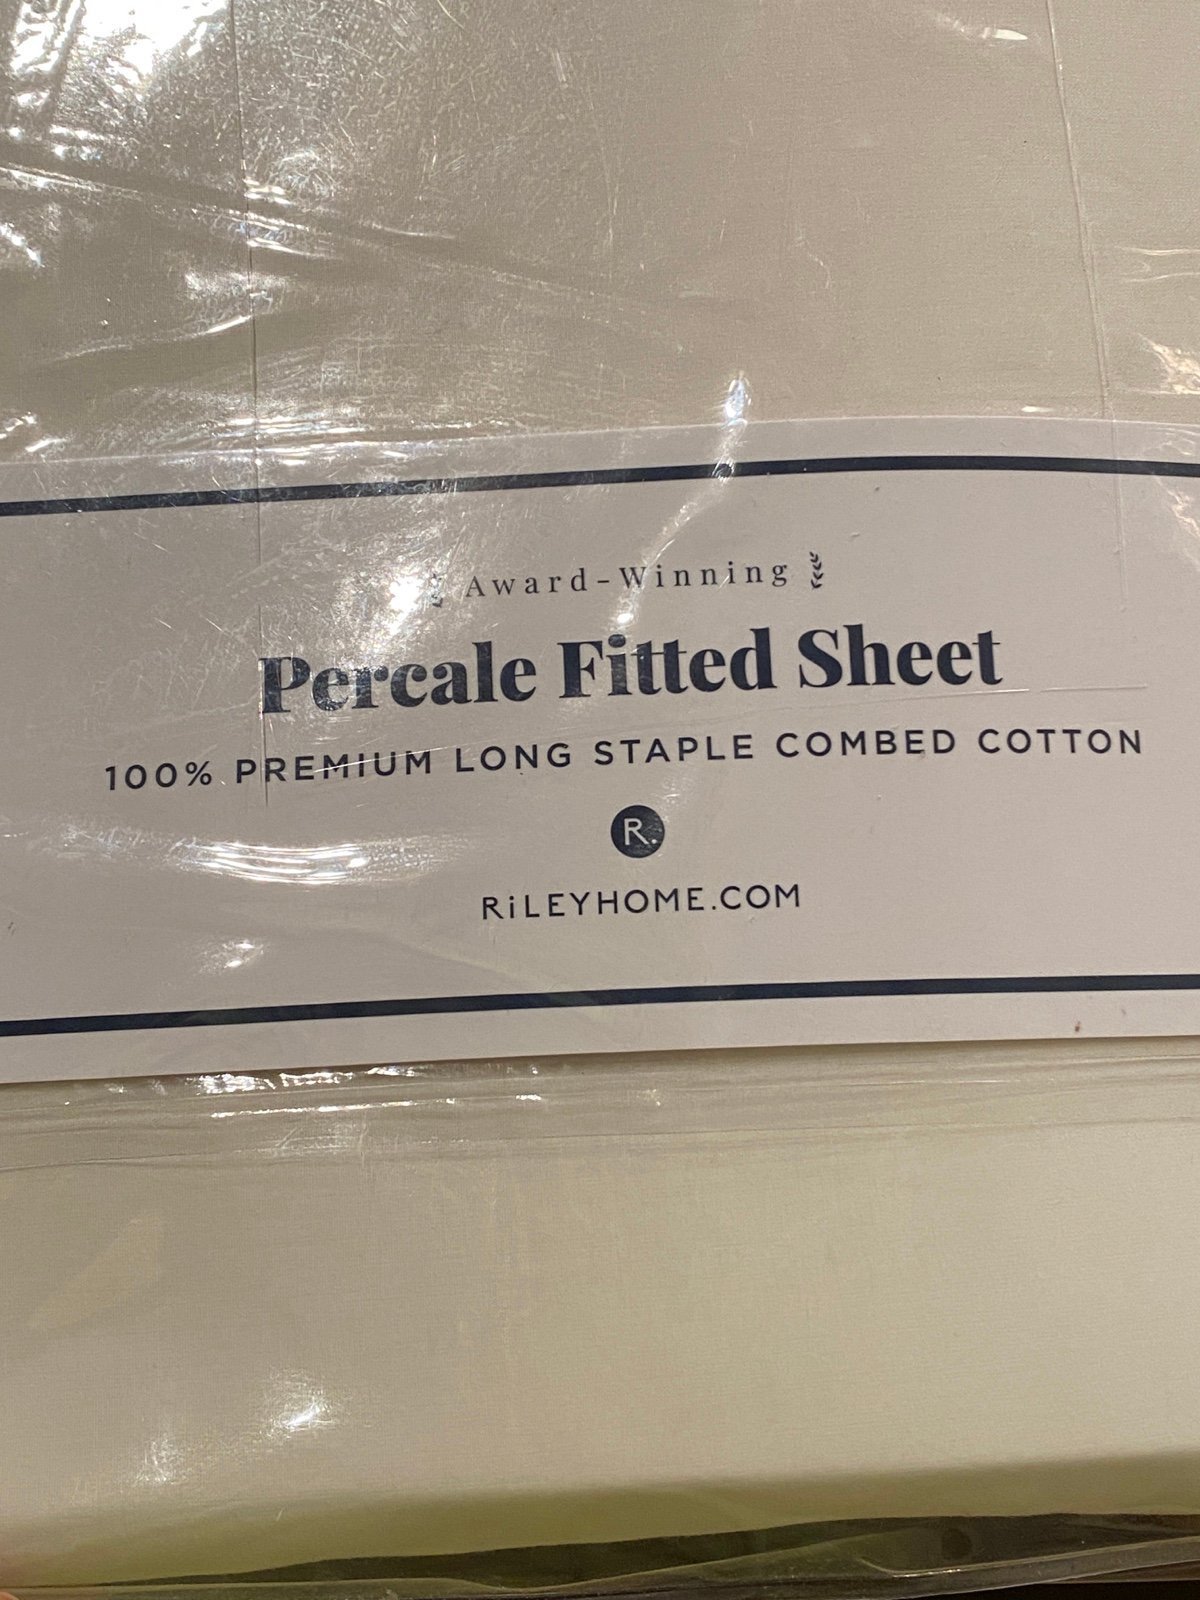 Award-Winning
Percale Fitted Sheet
100% PREMIUM LONG STAPLE COMBED COTTON
R.
RiLEYHOME.COM